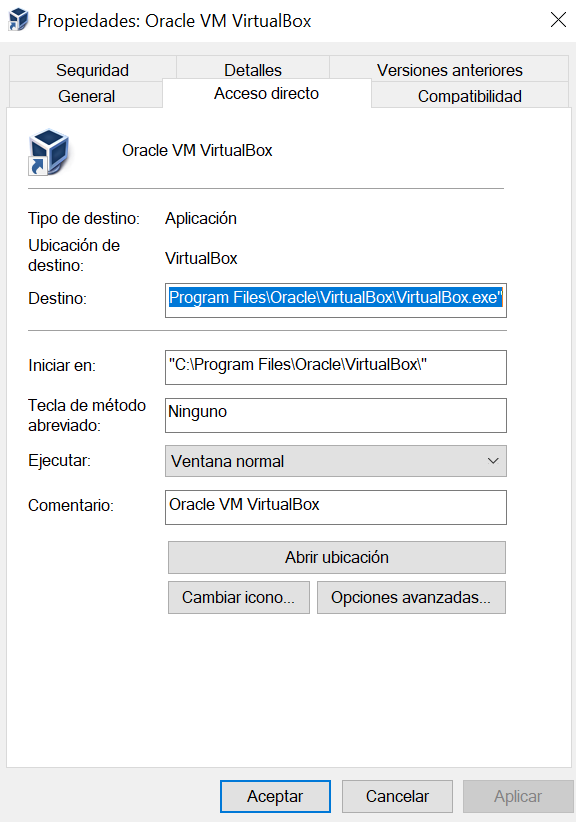 Propiedades: Oracle VM VirtualBox
Seguridad Detalles Versiones anteriores
General Acceso directo Compatibilidad
Oracle VM VirtualBox
Tipo de destino: Aplicación
Ubicación de
destino: VirtualBox
Destino: Program Files\Oracle\VirtualBox\VirtualBox.exe"
Iniciar en: "C:\Program Files\Oracle\VirtualBox\"
Tecla de método
abreviado: Ninguno
Ejecutar: Ventana normal
Comentario: Oracle VM VirtualBox
Abrir ubicación
Cambiar icono... Opciones avanzadas...
Aceptar Cancelar Aplicar